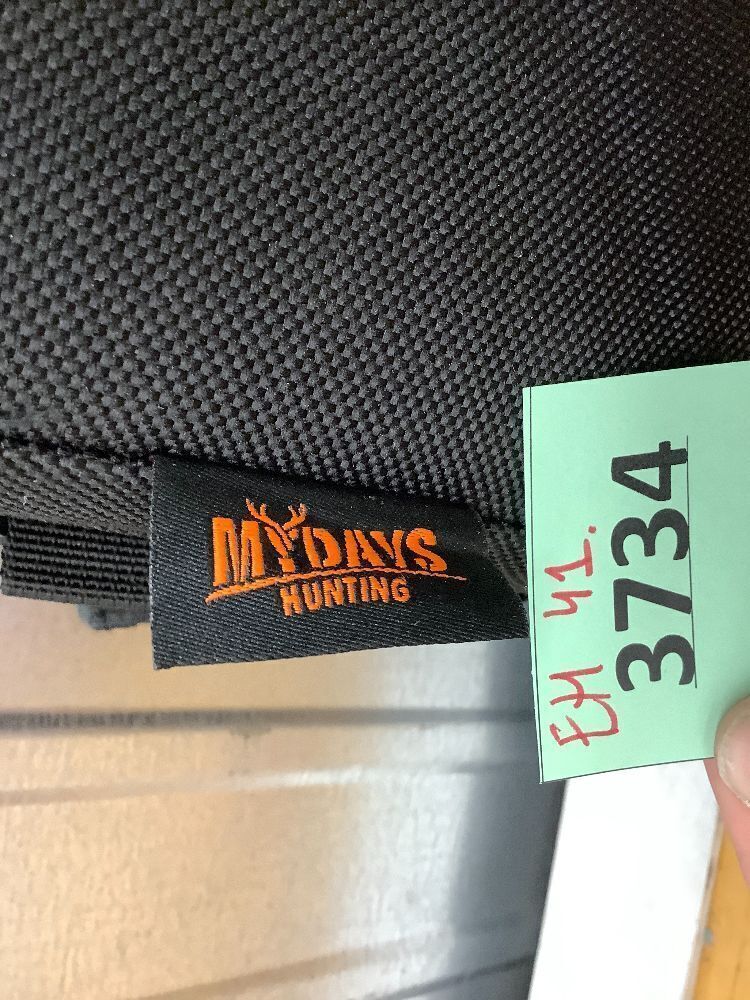 MYDAYS
HUNTING
EH 41.
3734